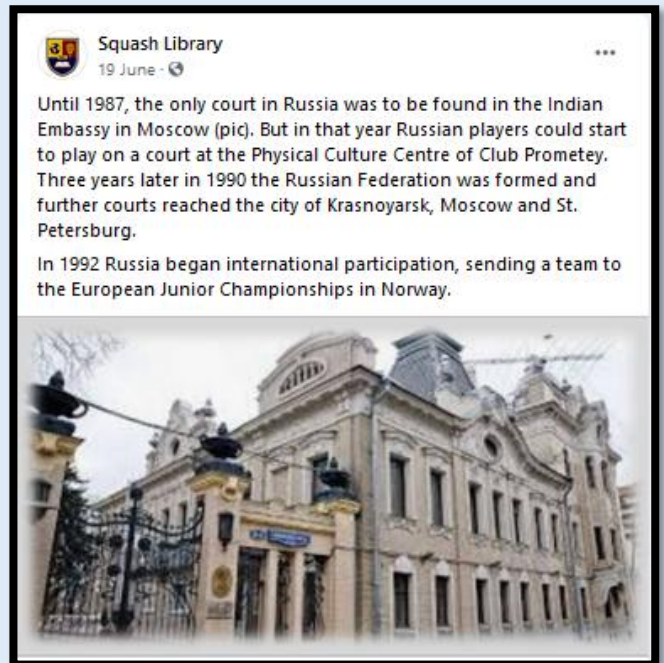 Squash Library
19 June ·
Until 1987, the only court in Russia was to be found in the Indian
Embassy in Moscow (pic). But in that year Russian players could start
to play on a court at the Physical Culture Centre of Club Prometey.
Three years later in 1990 the Russian Federation was formed and
further courts reached the city of Krasnoyarsk, Moscow and St.
Petersburg.
In 1992 Russia began international participation, sending a team to
the European Junior Championships in Norway.